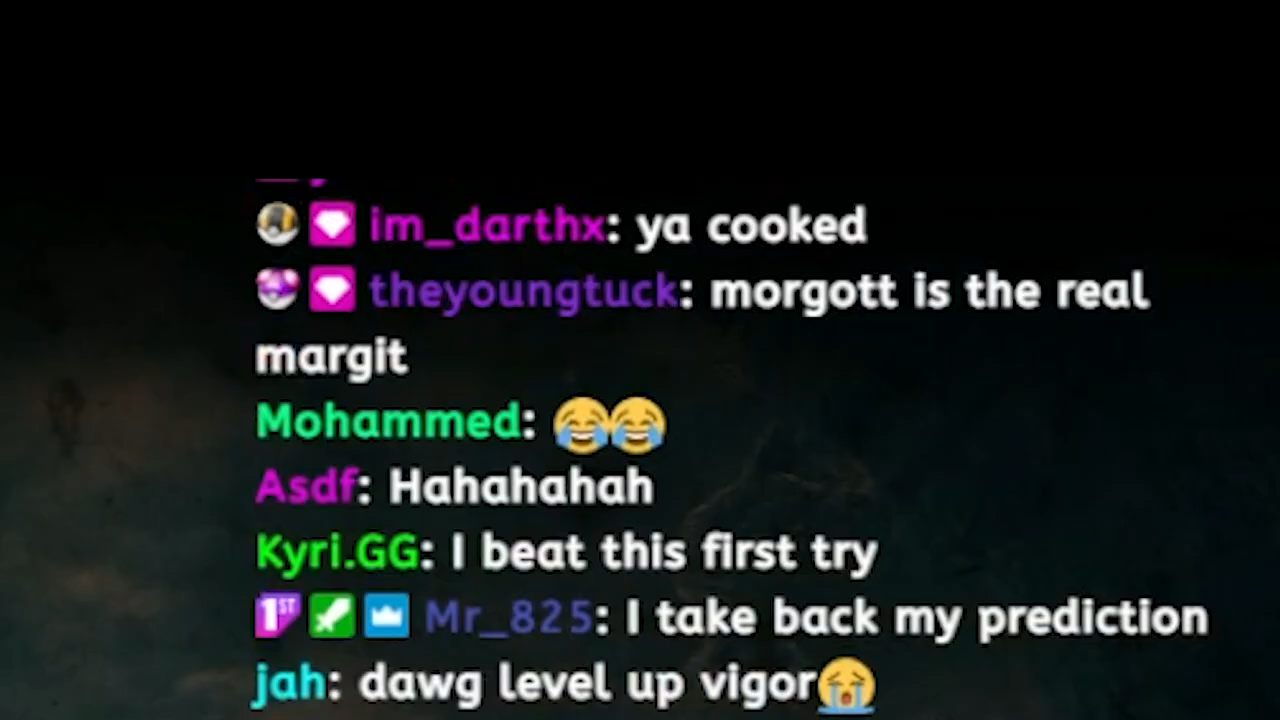 im_darthx: ya cooked
theyoungtuck: morgott is the real
margit
Mohammed: 😂😂
Asdf: Hahahahah
Kyri.GG: I beat this first try
1ST Mr_825: I take back my prediction
jah: dawg level up vigor😭